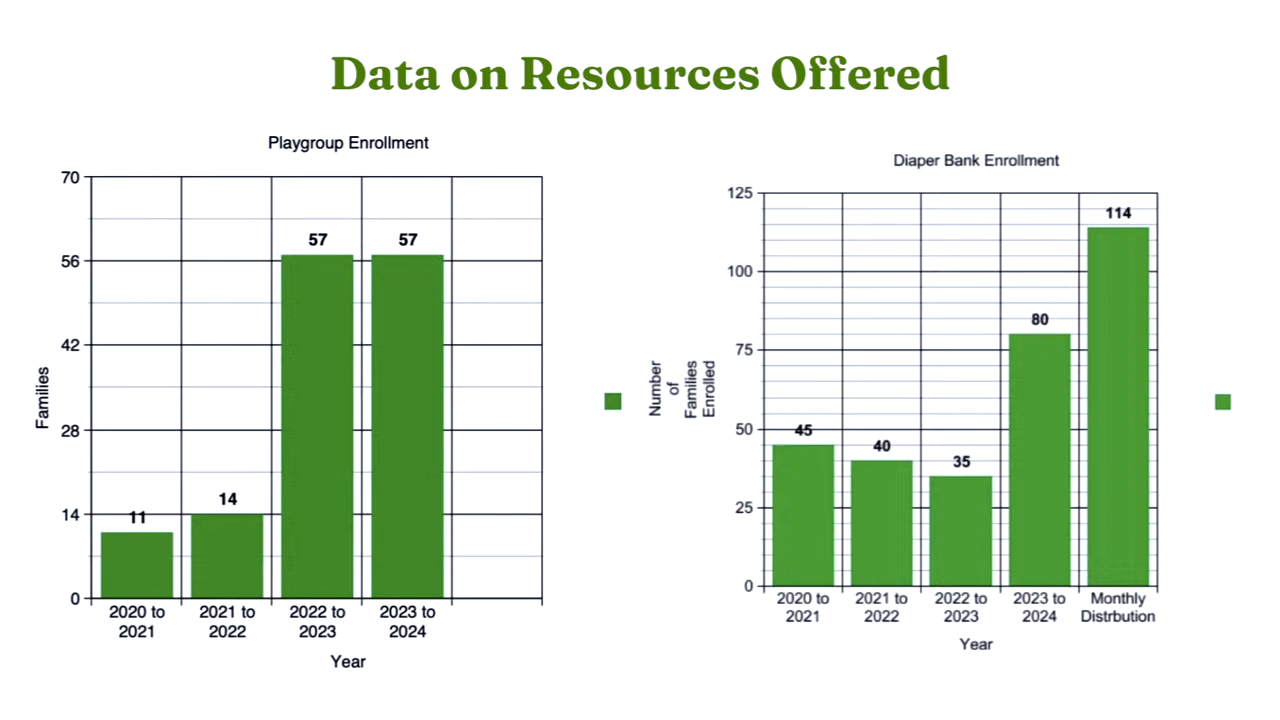 Data on Resources Offered
Playgroup Enrollment
70
56
42
28
14
0
Families
11
14
57
57
2020 to
2021
2021 to
2022
2022 to
2023
2023 to
2024
Year
Diaper Bank Enrollment
125
100
75
50
25
0
Number
of
Families
Enrolled
45
40
35
80
114
2020 to
2021
2021 to
2022
2022 to
2023
2023 to
2024
Monthly
Distrbution
Year